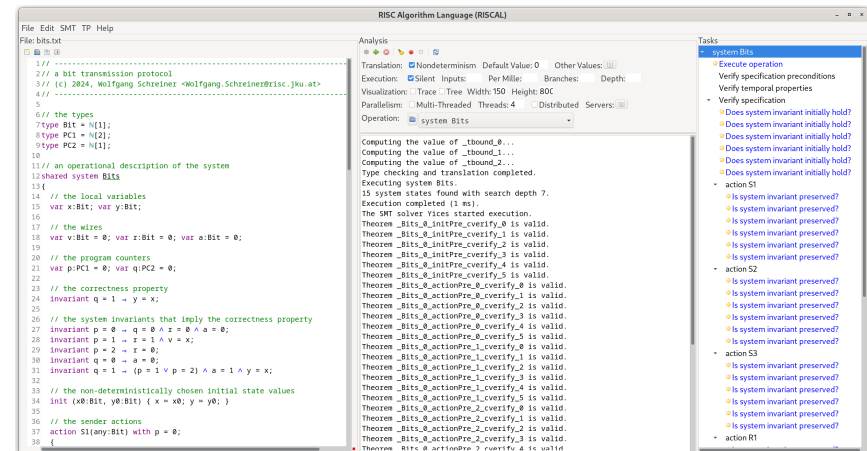 RISC Algorithm Language (RISCAL)
File Edit SMT TP Help
File: bits.txt
1// ----------------------------------------------------------------
2// a bit transmission protocol
3// (c) 2024, Wolfgang Schreiner <Wolfgang.Schreiner@risc.jku.at>
4// ----------------------------------------------------------------
5
6// the types
7type Bit = ℕ[1];
8type PC1 = ℕ[2];
9type PC2 = ℕ[1];
10
11// an operational description of the system
12shared system Bits
13{
14 // the local variables
15 var x:Bit; var y:Bit;
16
17 // the wires
18 var v:Bit = 0; var r:Bit = 0; var a:Bit = 0;
19
20 // the program counters
21 var p:PC1 = 0; var q:PC2 = 0;
22
23 // the correctness property
24 invariant q = 1 → y = x;
25
26 // the system invariants that imply the correctness property
27 invariant p = 0 → q = 0 ∧ r = 0 ∧ a = 0;
28 invariant p = 1 → r = 1 ∧ v = x;
29 invariant p = 2 → r = 0;
30 invariant q = 0 → a = 0;
31 invariant q = 1 → (p = 1 ∨ p = 2) ∧ a = 1 ∧ y = x;
32
33 // the non-deterministically chosen initial state values
34 init (x0:Bit, y0:Bit) { x ≔ x0; y ≔ y0; }
35
36 // the sender actions
37 action S1(any:Bit) with p = 0;
38 {
Analysis
Translation: Nondeterminism Default Value: 0 Other Values:
Execution: Silent Inputs: Per Mille: Branches: Depth:
Visualization: Trace Tree Width: 150 Height: 800
Parallelism: Multi-Threaded Threads: 4 Distributed Servers:
Operation: system Bits
Computing the value of _tbound_0...
Computing the value of _tbound_1...
Computing the value of _tbound_2...
Type checking and translation completed.
Executing system Bits.
15 system states found with search depth 7.
Execution completed (1 ms).
The SMT solver Yices started execution.
Theorem _Bits_0_initPre_cverify_0 is valid.
Theorem _Bits_0_initPre_cverify_1 is valid.
Theorem _Bits_0_initPre_cverify_2 is valid.
Theorem _Bits_0_initPre_cverify_3 is valid.
Theorem _Bits_0_initPre_cverify_4 is valid.
Theorem _Bits_0_initPre_cverify_5 is valid.
Theorem _Bits_0_actionPre_0_cverify_0 is valid.
Theorem _Bits_0_actionPre_0_cverify_1 is valid.
Theorem _Bits_0_actionPre_0_cverify_2 is valid.
Theorem _Bits_0_actionPre_0_cverify_3 is valid.
Theorem _Bits_0_actionPre_0_cverify_4 is valid.
Theorem _Bits_0_actionPre_0_cverify_5 is valid.
Theorem _Bits_0_actionPre_1_cverify_0 is valid.
Theorem _Bits_0_actionPre_1_cverify_1 is valid.
Theorem _Bits_0_actionPre_1_cverify_2 is valid.
Theorem _Bits_0_actionPre_1_cverify_3 is valid.
Theorem _Bits_0_actionPre_1_cverify_4 is valid.
Theorem _Bits_0_actionPre_1_cverify_5 is valid.
Theorem _Bits_0_actionPre_2_cverify_0 is valid.
Theorem _Bits_0_actionPre_2_cverify_1 is valid.
Theorem _Bits_0_actionPre_2_cverify_2 is valid.
Theorem _Bits_0_actionPre_2_cverify_3 is valid.
Theorem _Bits_0_actionPre_2_cverify_4 is valid.
Tasks
system Bits
Execute operation
Verify specification preconditions
Verify temporal properties
Verify specification
Does system invariant initially hold?
Does system invariant initially hold?
Does system invariant initially hold?
Does system invariant initially hold?
Does system invariant initially hold?
Does system invariant initially hold?
action S1
Is system invariant preserved?
Is system invariant preserved?
Is system invariant preserved?
Is system invariant preserved?
Is system invariant preserved?
Is system invariant preserved?
action S2
Is system invariant preserved?
Is system invariant preserved?
Is system invariant preserved?
Is system invariant preserved?
Is system invariant preserved?
Is system invariant preserved?
action S3
Is system invariant preserved?
Is system invariant preserved?
Is system invariant preserved?
Is system invariant preserved?
Is system invariant preserved?
Is system invariant preserved?
action R1